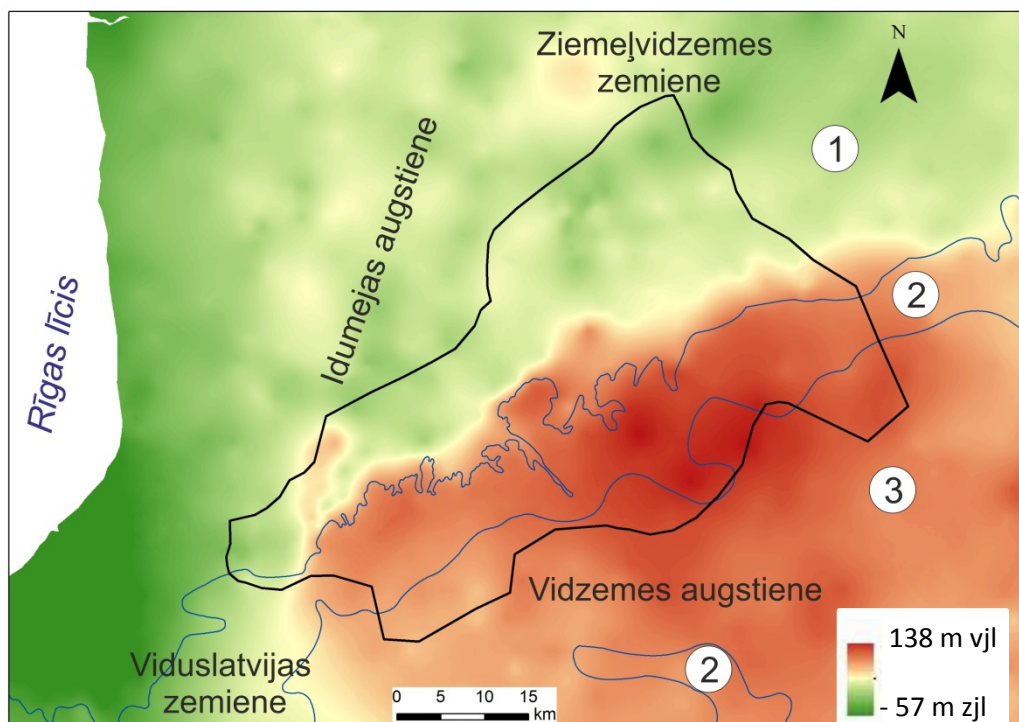 Ziemeļvidzemes
zemiene
N
1
Idumejas augstiene
Rīgas līcis
2
3
Vidzemes augstiene
138 m vjl
Viduslatvijas
zemiene
2
0 5 10 15
km
- 57 m zjl